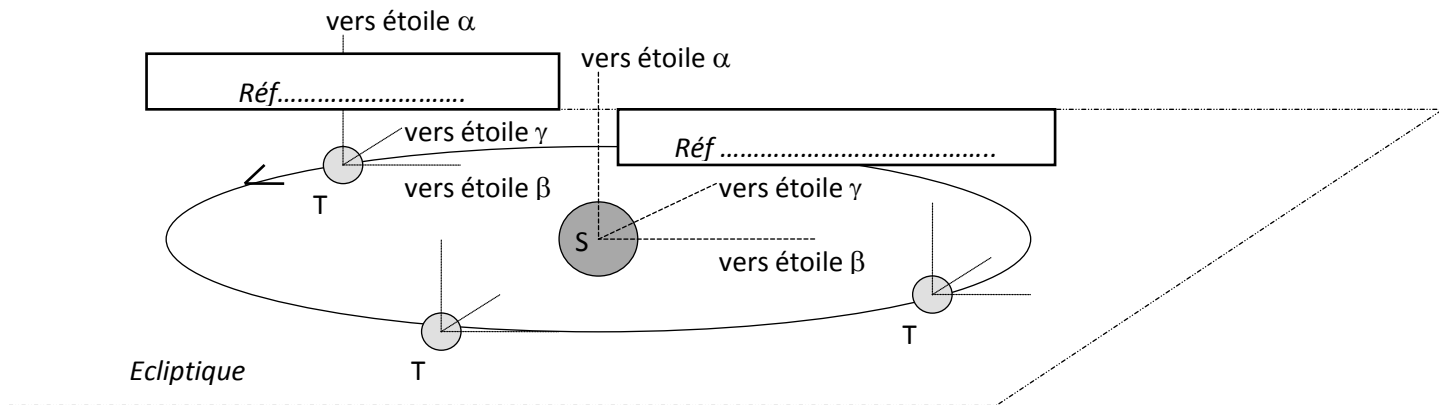 vers étoile α
vers étoile α
Réf...........................
Réf .......................................
vers étoile γ
vers étoile β
T
vers étoile γ
S
vers étoile β
T
T
Ecliptique